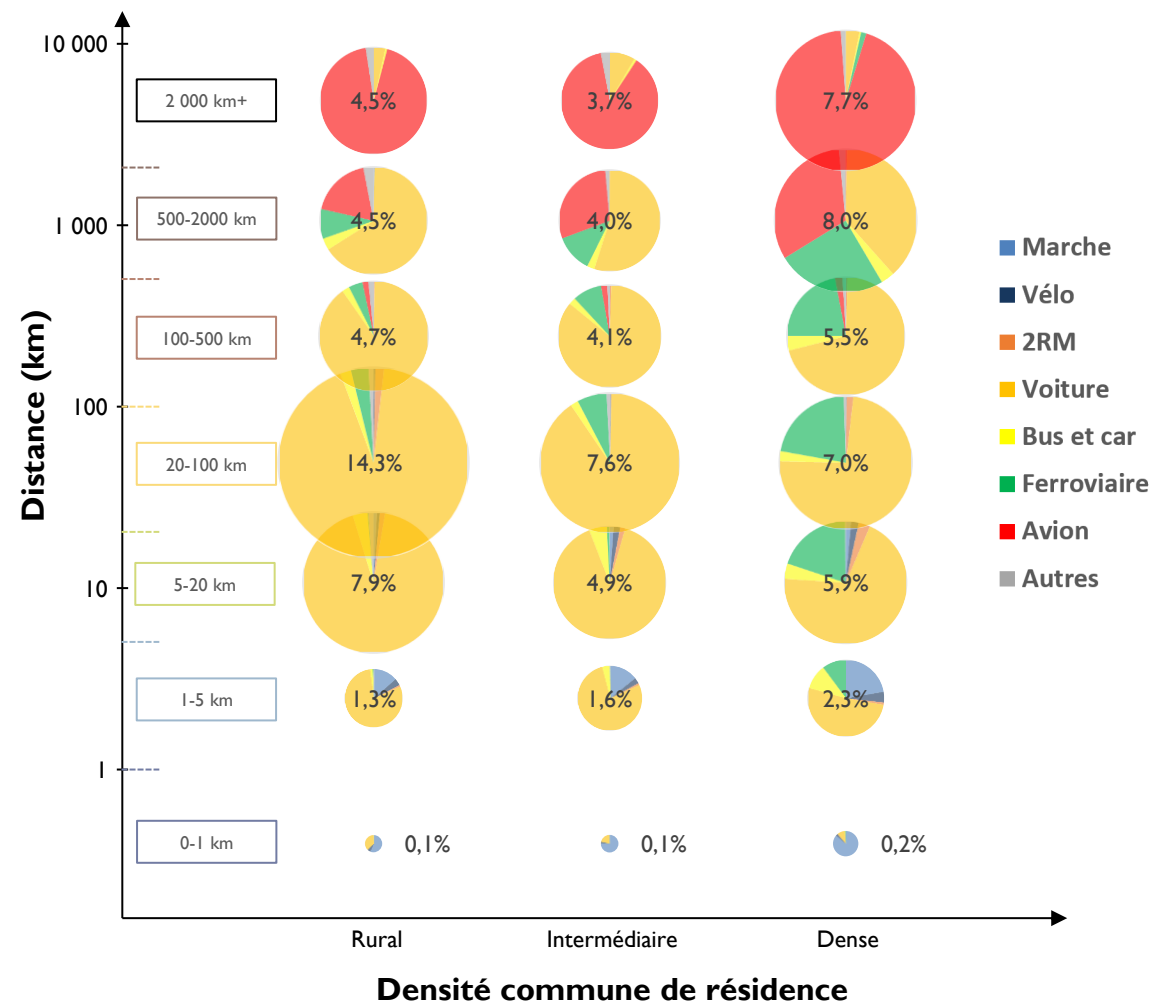 10 000
2 000 km+
4,5%
3,7%
7,7%
1 000
500-2000 km
4,5%
4,0%
8,0%
100-500 km
4,7%
4,1%
5,5%
100
20-100 km
14,3%
7,6%
7,0%
10
5-20 km
7,9%
4,9%
5,9%
1-5 km
1,3%
1,6%
2,3%
1
0-1 km
0,1%
0,1%
0,2%
Distance (km)
Rural
Intermédiaire
Dense
Densité commune de résidence
Marche
Vélo
2RM
Voiture
Bus et car
Ferroviaire
Avion
Autres